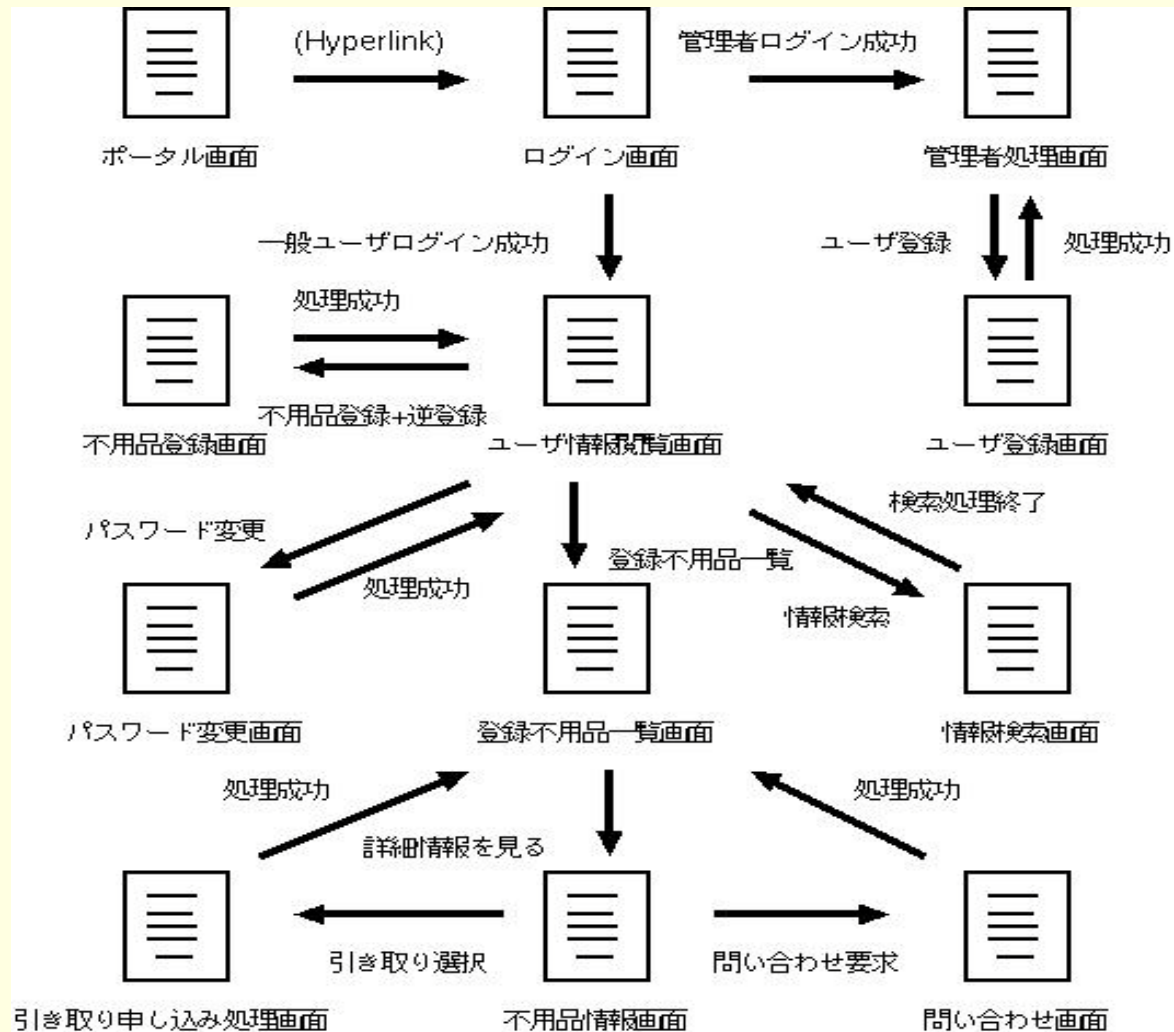 (Hyperlink)
管理者ログイン成功
ポータル画面
ログイン画面
管理者処理画面
一般ユーザログイン成功
ユーザ登録
処理成功
処理成功
不用品登録+逆登録
不用品登録画面
ユーザ情報閲覧画面
ユーザ登録画面
検索処理終了
パスワード変更
登録不用品一覧
処理成功
情報検索
パスワード変更画面
登録不用品一覧画面
情報検索画面
処理成功
処理成功
詳細情報を見る
引き取り選択
問い合わせ要求
引き取り申し込み処理画面
不用品情報画面
問い合わせ画面